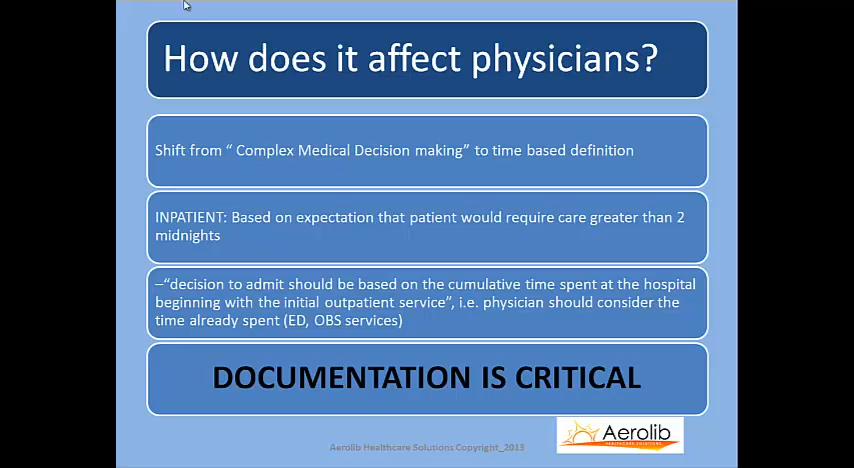 How does it affect physicians?
Shift from “ Complex Medical Decision making” to time based definition
INPATIENT: Based on expectation that patient would require care greater than 2
midnights
–“decision to admit should be based on the cumulative time spent at the hospital
beginning with the initial outpatient service”, i.e. physician should consider the
time already spent (ED, OBS services)
DOCUMENTATION IS CRITICAL
Aerolib
HEALTHCARE SOLUTIONS
Aerolib Healthcare Solutions Copyright_2013